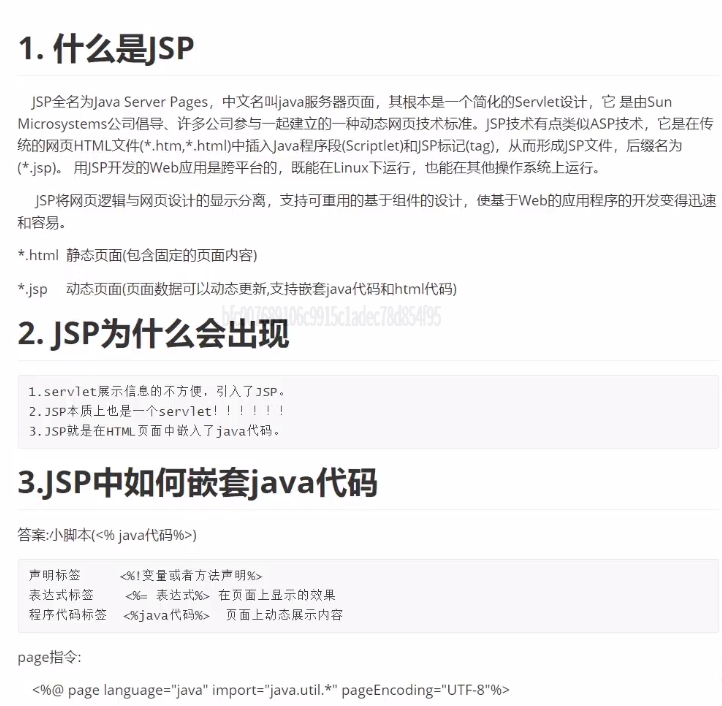 1. 什么是JSP
JSP全名为Java Server Pages，中文名叫java服务器页面，其根本是一个简化的Servlet设计，它 是由Sun
Microsystems公司倡导、许多公司参与一起建立的一种动态网页技术标准。JSP技术有点类似ASP技术，它是在传
统的网页HTML文件(*.htm,*.html)中插入Java程序段(Scriptlet)和JSP标记(tag)，从而形成JSP文件，后缀名为
(*.jsp)。 用JSP开发的Web应用是跨平台的，既能在Linux下运行，也能在其他操作系统上运行。
JSP将网页逻辑与网页设计的显示分离，支持可重用的基于组件的设计，使基于Web的应用程序的开发变得迅速
和容易。
*.html 静态页面(包含固定的页面内容)
*.jsp 动态页面(页面数据可以动态更新,支持嵌套java代码和html代码)
2. JSP为什么会出现
1.servlet展示信息的不方便，引入了JSP。
2.JSP本质上也是一个servlet！！！！！！
3.JSP就是在HTML页面中嵌入了java代码。
3.JSP中如何嵌套java代码
答案:小脚本(<% java代码%>)
声明标签 <%!变量或者方法声明%>
表达式标签 <%= 表达式%> 在页面上显示的效果
程序代码标签 <%java代码%> 页面上动态展示内容
page指令:
<%@ page language="java" import="java.util.*" pageEncoding="UTF-8"%>